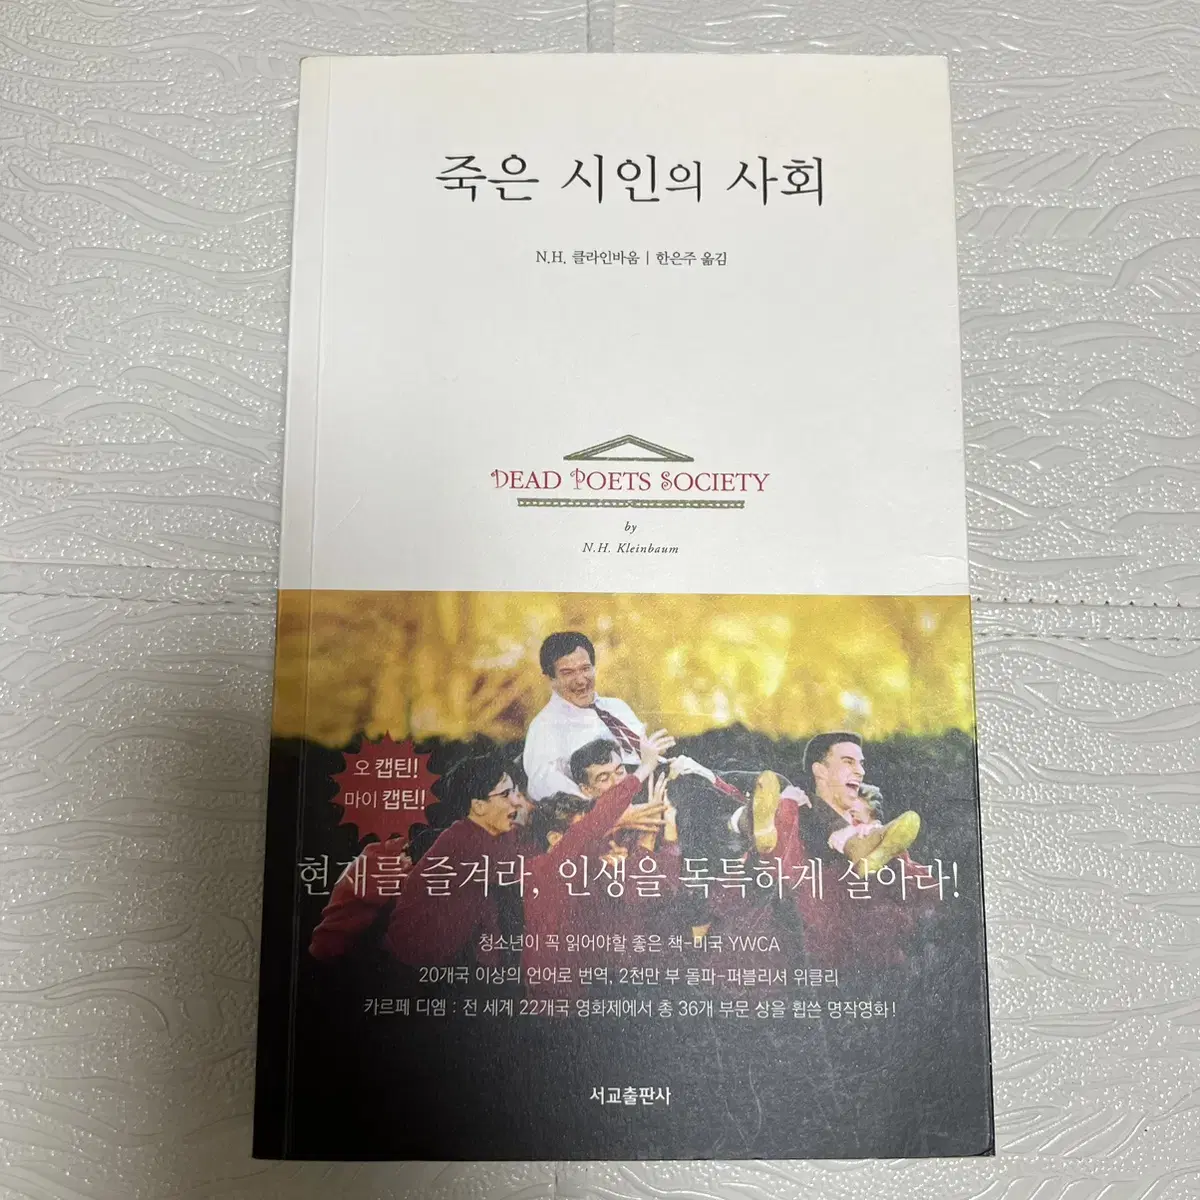 죽은 시인의 사회
N.H. 클라인바움 | 한은주 옮김
DEAD POETS SOCIETY
by
N.H. Kleinbaum
오 캡틴!
마이 캡틴!
현재를 즐겨라, 인생을 독특하게 살아라!
청소년이 꼭 읽어야할 좋은 책-미국 YWCA
20개국 이상의 언어로 번역, 2천만 부 돌파-퍼블리셔 위클리
카르페 디엠 : 전 세계 22개국 영화제에서 총 36개 부문 상을 휩쓴 명작영화!
서교출판사